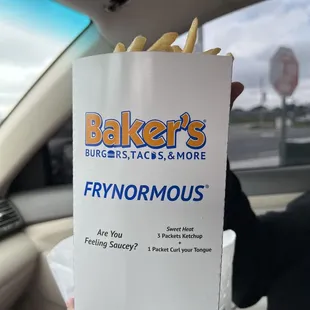 Baker's
BURGERS, TACOS, & MORE
FRYNORMOUS®
Are You
Feeling Saucey?
Sweet Heat
3 Packets Ketchup
+
1 Packet Curl your Tongue